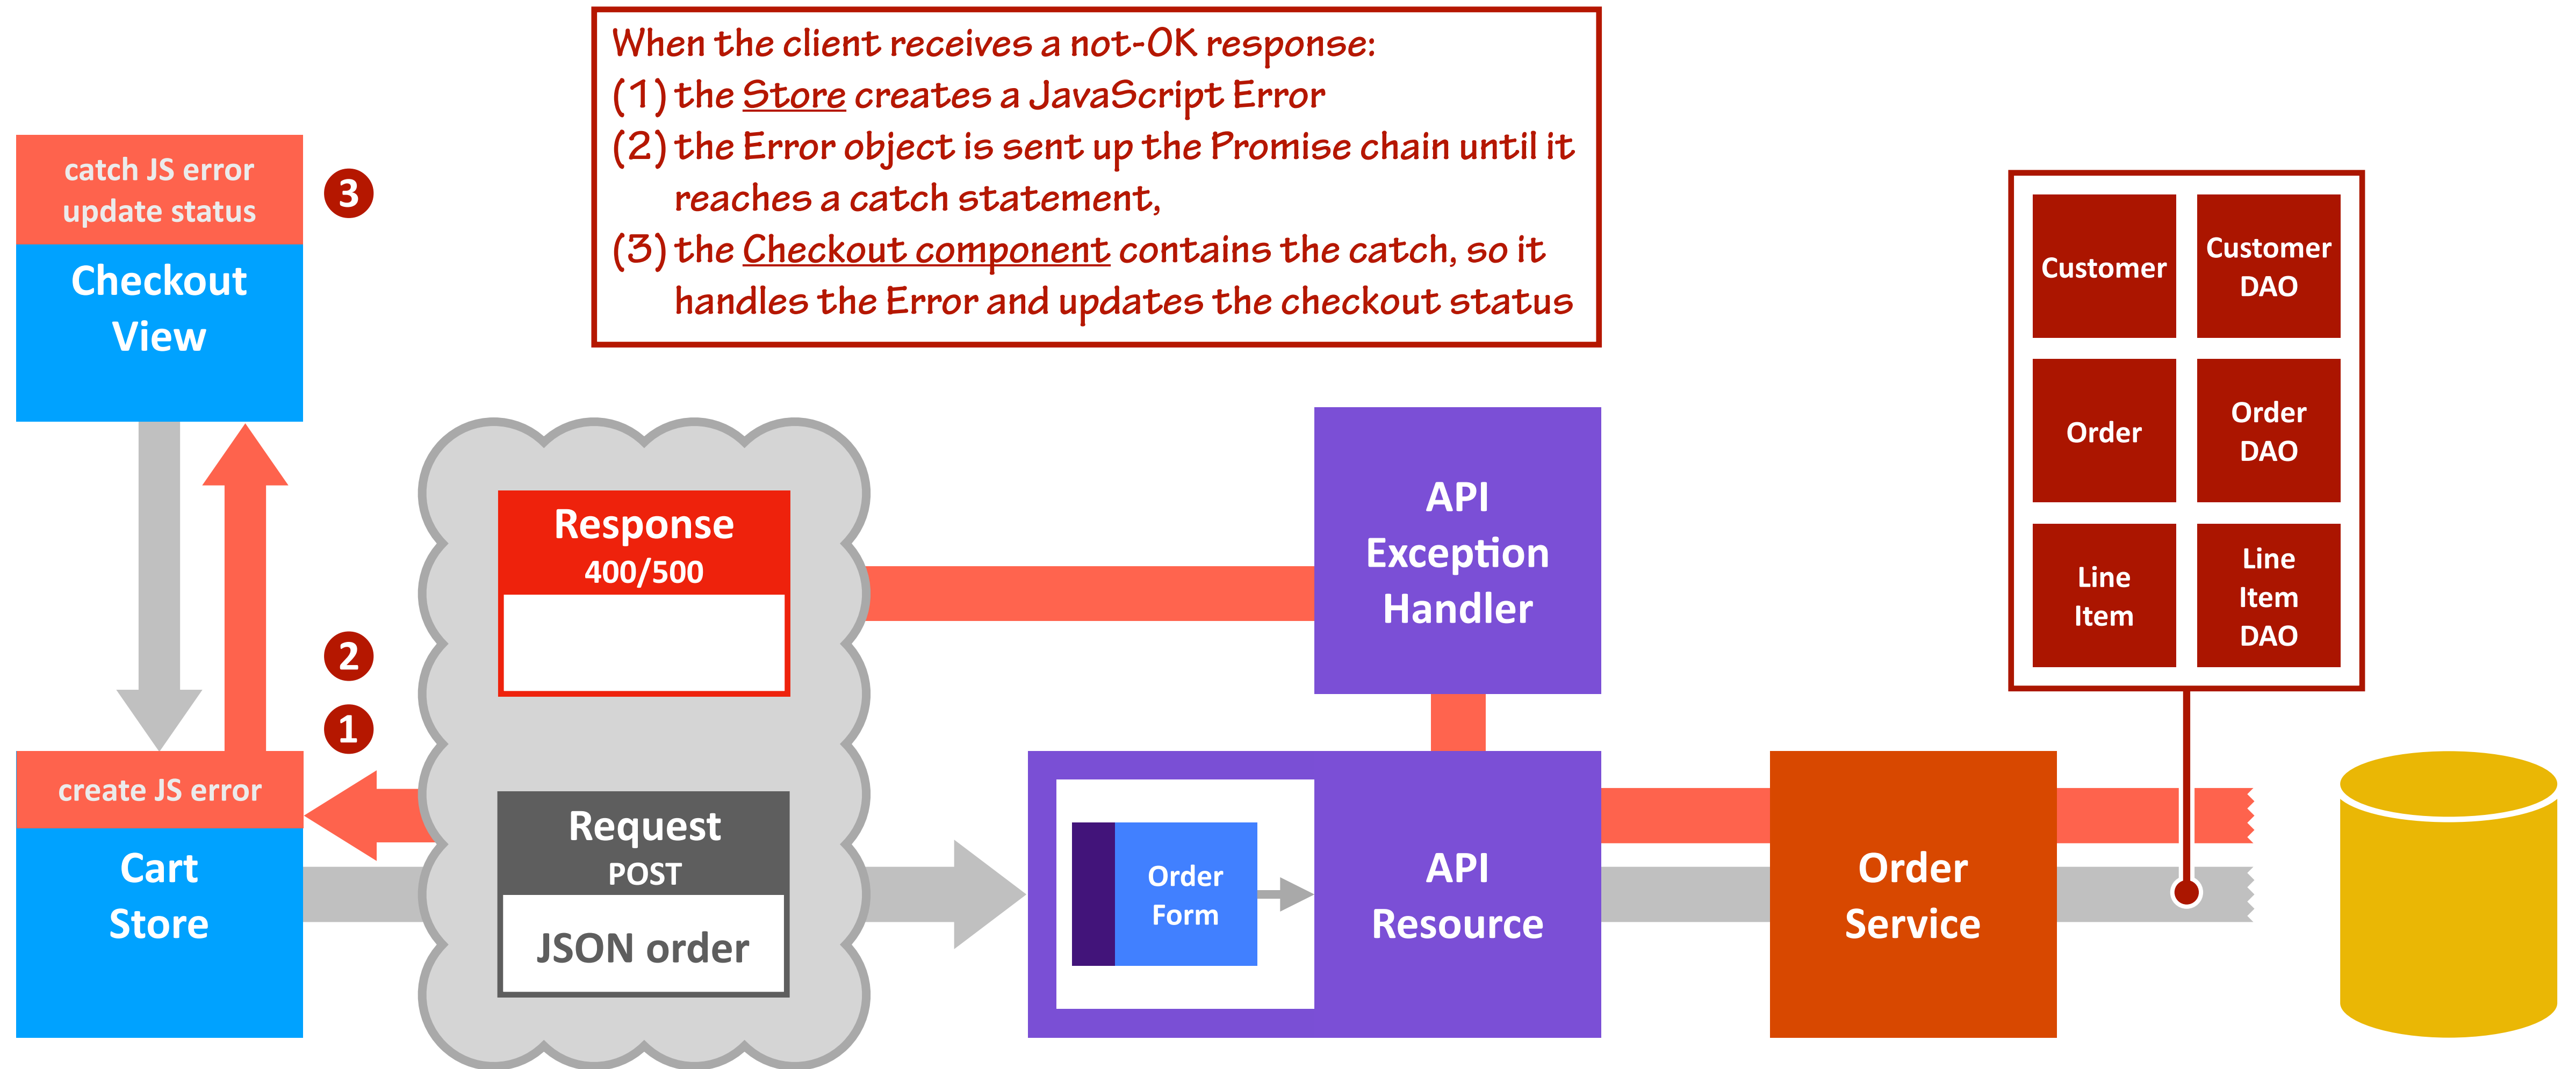 When the client receives a not-OK response:
(1) the Store creates a JavaScript Error
(2) the Error object is sent up the Promise chain until it
reaches a catch statement,
(3) the Checkout component contains the catch, so it
handles the Error and updates the checkout status
catch JS error
update status
3
Checkout
View
2
1
create JS error
Cart
Store
Response
400/500
Request
POST
JSON order
API
Exception
Handler
Order
Form
API
Resource
Order
Service
Customer
Customer
DAO
Order
Order
DAO
Line
Item
Line
Item
DAO